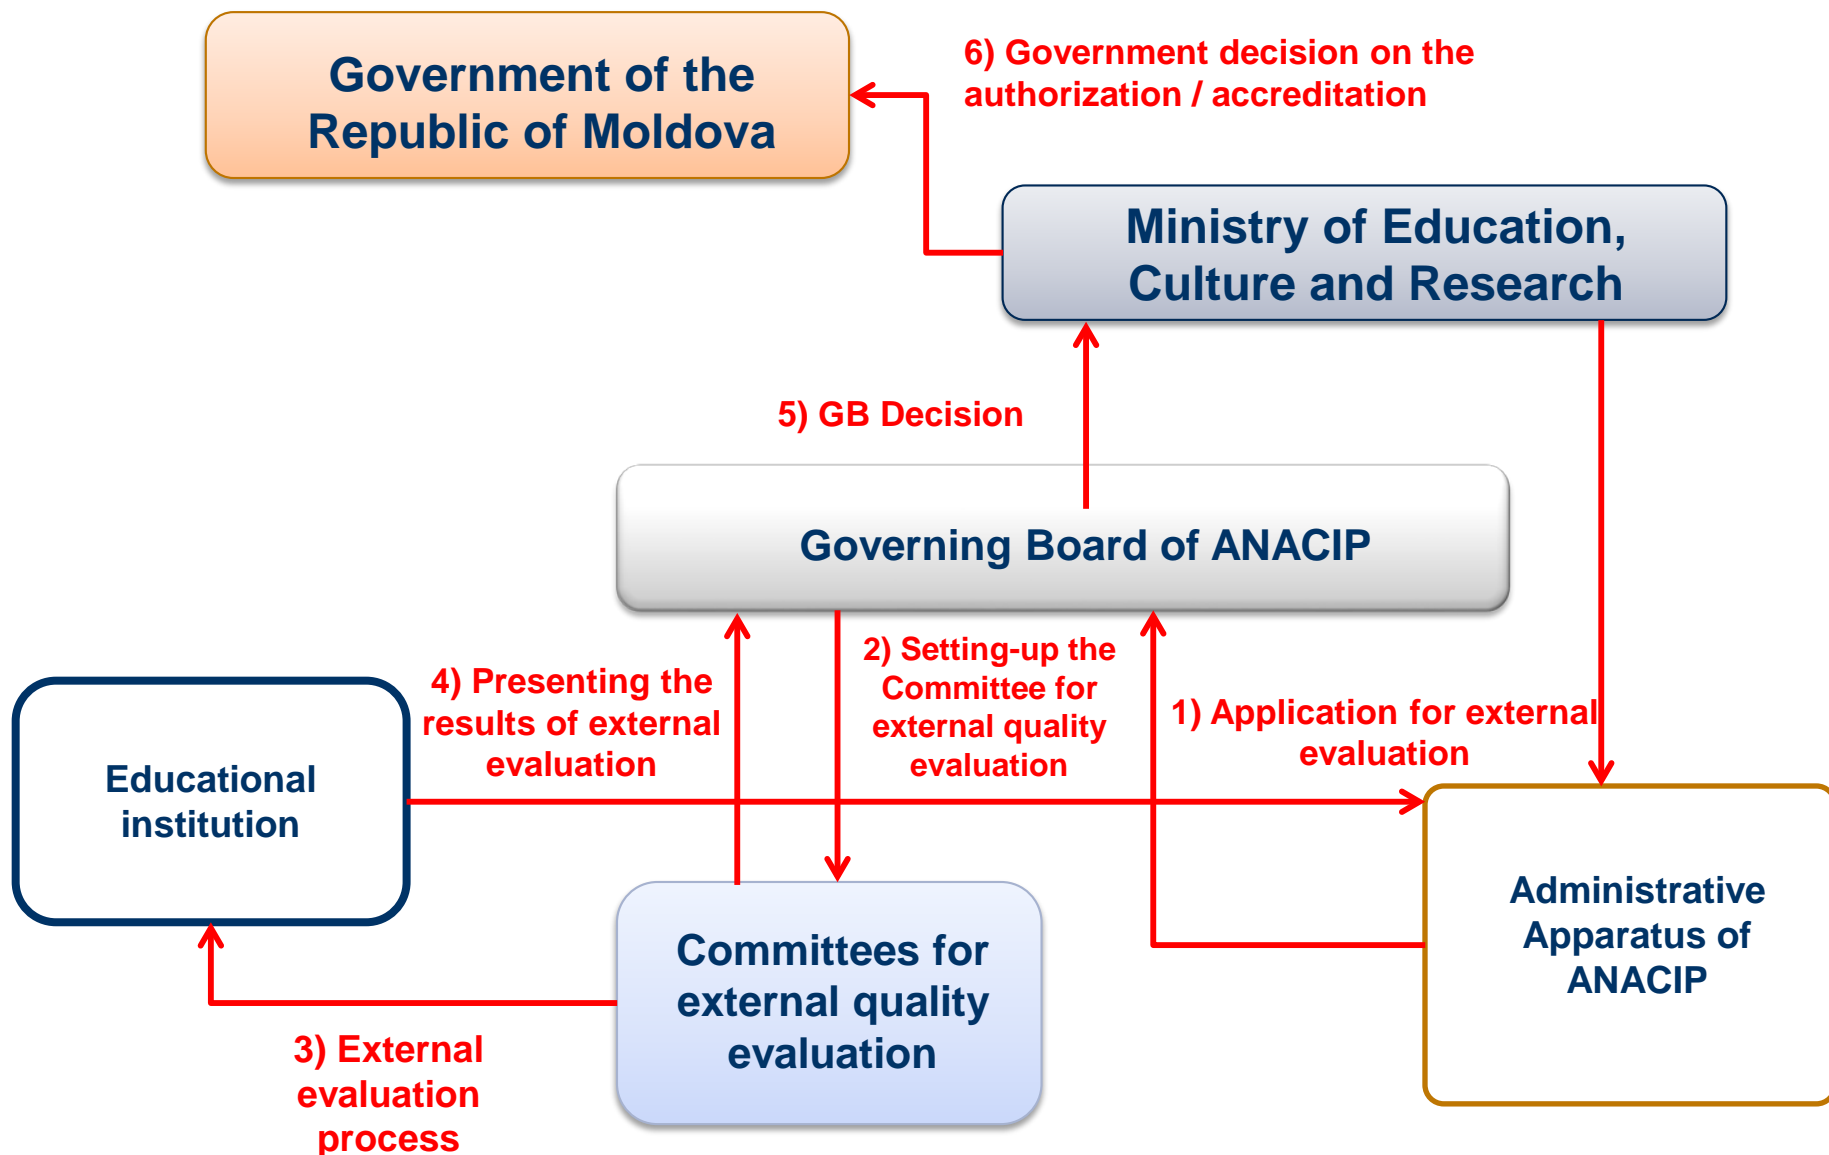 Government of the
Republic of Moldova
6) Government decision on the
authorization / accreditation
Ministry of Education,
Culture and Research
5) GB Decision
Governing Board of ANACIP
4) Presenting the
results of external
evaluation
2) Setting-up the
Committee for
external quality
evaluation
1) Application for external
evaluation
Educational
institution
Administrative
Apparatus of
ANACIP
Committees for
external quality
evaluation
3) External
evaluation
process